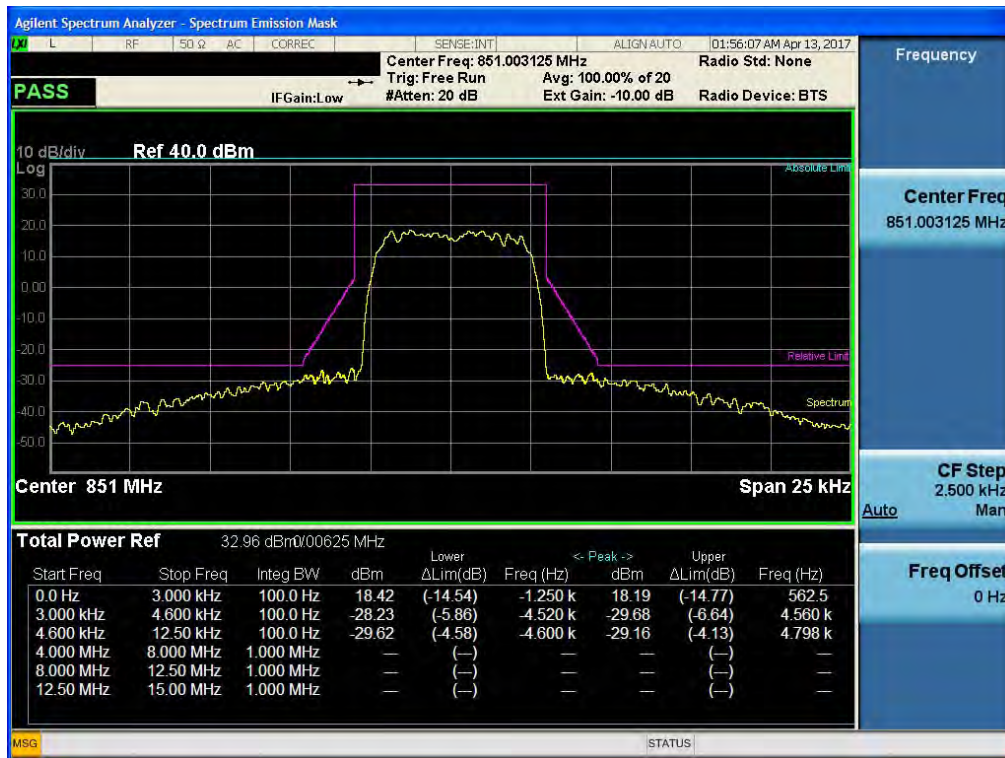 Agilent Spectrum Analyzer - Spectrum Emission Mask
LXI L RF 50 Ω AC CORREC SENSE:INT ALIGN AUTO 01:56:07 AM Apr 13, 2017
Center Freq: 851.003125 MHz Radio Std: None
Trig: Free Run Avg: 100.00% of 20
PASS IFGain:Low #Atten: 20 dB Ext Gain: -10.00 dB Radio Device: BTS
10 dB/div Ref 40.0 dBm
Log
Absolute Limit
30.0
20.0
10.0
0.00
-10.0
-20.0
Relative Limit
-30.0
Spectrum
-40.0
-50.0
Center 851 MHz Span 25 kHz
Total Power Ref 32.96 dBm/0.00625 MHz
Lower <- Peak -> Upper
Start Freq Stop Freq Integ BW dBm ΔLim(dB) Freq (Hz) dBm ΔLim(dB) Freq (Hz)
0.0 Hz 3.000 kHz 100.0 Hz 18.42 (-14.54) -1.250 k 18.19 (-14.77) 562.5
3.000 kHz 4.600 kHz 100.0 Hz -28.23 (-5.86) -4.520 k -29.68 (-6.64) 4.560 k
4.600 kHz 12.50 kHz 100.0 Hz -29.62 (-4.58) -4.600 k -29.16 (-4.13) 4.798 k
4.000 MHz 8.000 MHz 1.000 MHz --- (---) --- --- (---) ---
8.000 MHz 12.50 MHz 1.000 MHz --- (---) --- --- (---) ---
12.50 MHz 15.00 MHz 1.000 MHz --- (---) --- --- (---) ---
MSG STATUS
Frequency
Center Freq
851.003125 MHz
CF Step
2.500 kHz
Auto Man
Freq Offset
0 Hz